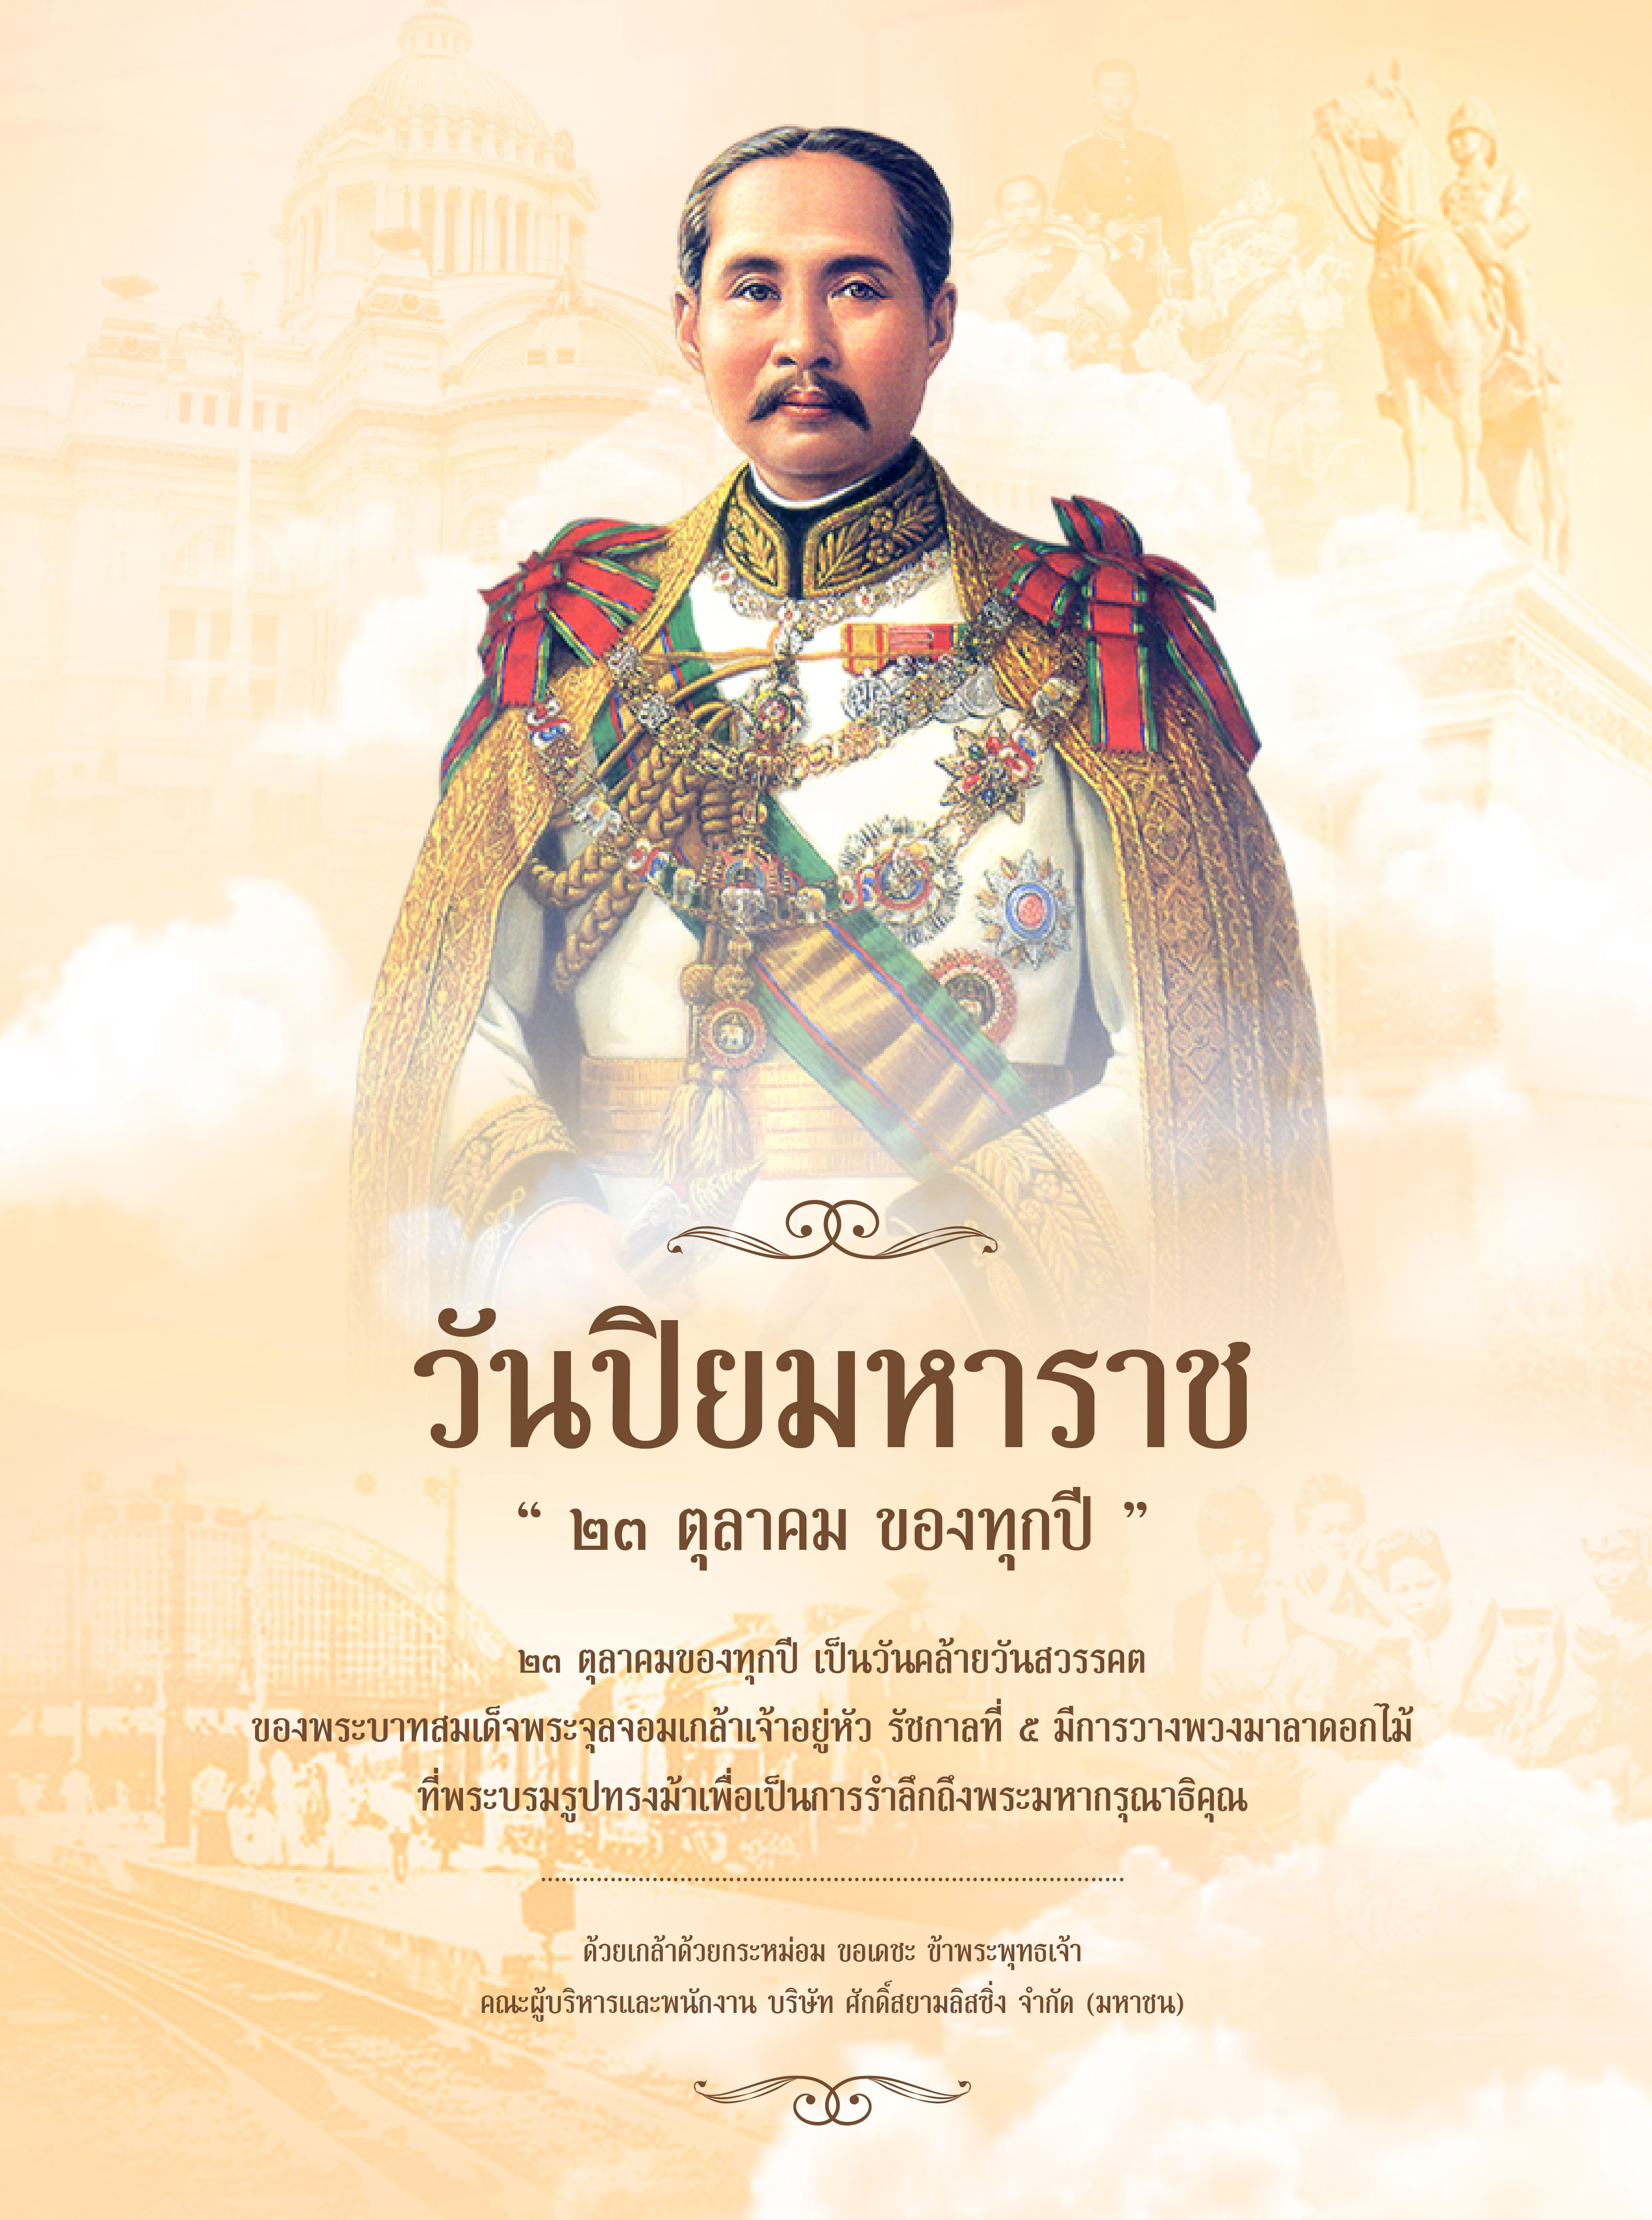 วันปิยมหาราช
“ ๒๓ ตุลาคม ของทุกปี ”
๒๓ ตุลาคมของทุกปี เป็นวันคล้ายวันสวรรคต
ของพระบาทสมเด็จพระจุลจอมเกล้าเจ้าอยู่หัว รัชกาลที่ ๕ มีการวางพวงมาลาดอกไม้
ที่พระบรมรูปทรงม้าเพื่อเป็นการรำลึกถึงพระมหากรุณาธิคุณ
ด้วยเกล้าด้วยกระหม่อม ขอเดชะ ข้าพระพุทธเจ้า
คณะผู้บริหารและพนักงาน บริษัท ศักดิ์สยามลิสซิ่ง จำกัด (มหาชน)